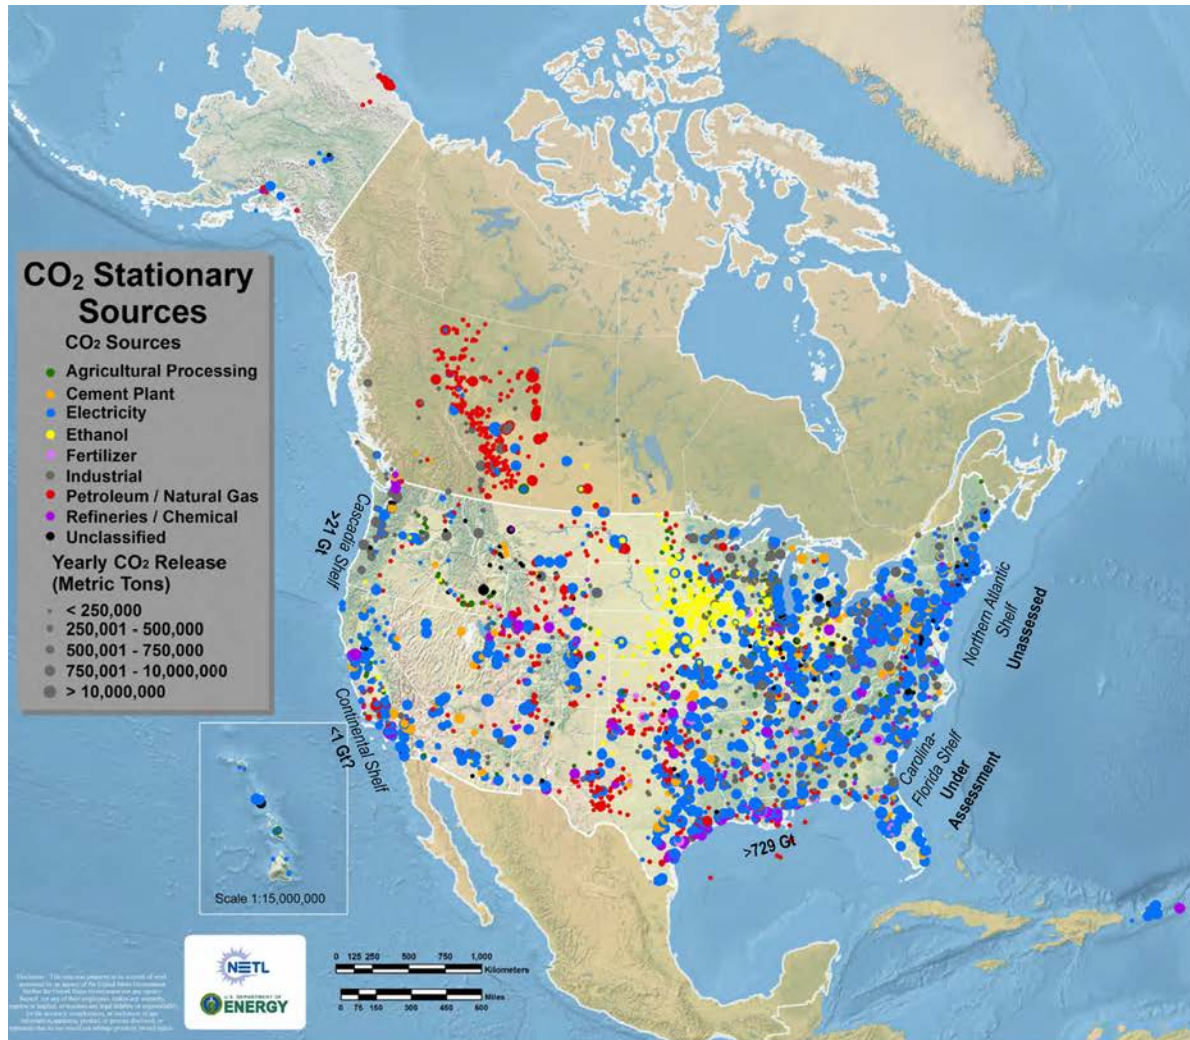 CO₂ Stationary
Sources
CO₂ Sources
Agricultural Processing
Cement Plant
Electricity
Ethanol
Fertilizer
Industrial
Petroleum / Natural Gas
Refineries / Chemical
Unclassified
Yearly CO₂ Release
(Metric Tons)
< 250,000
250,001 - 500,000
500,001 - 750,000
750,001 - 10,000,000
> 10,000,000
Cascadia Shelf
>21 Gt
Continental Shelf
<1 Gt?
Northern Atlantic
Shelf
Unassessed
Carolina-
Florida Shelf
Under
Assessment
>729 Gt
Scale 1:15,000,000
NETL
U.S. DEPARTMENT OF
ENERGY
0 125 250 500 750 1,000
Kilometers
Miles
0 75 150 300 450 600